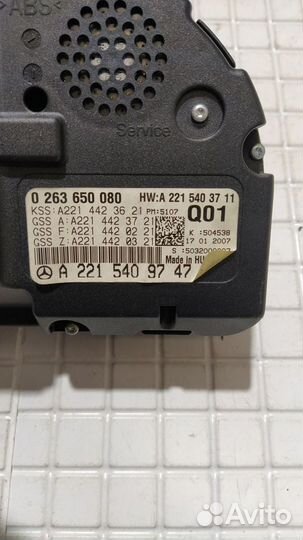 >ABS<
Service
0 263 650 080 HW:A 221 540 37 11
KSS:A221 442 36 21 PM:5107 Q01
GSS A:A221 442 37 21
GSS F:A221 442 02 21 K :504538
GSS Z:A221 442 03 21 17 01 2007
Made in HU
A 221 540 97 47
Avito